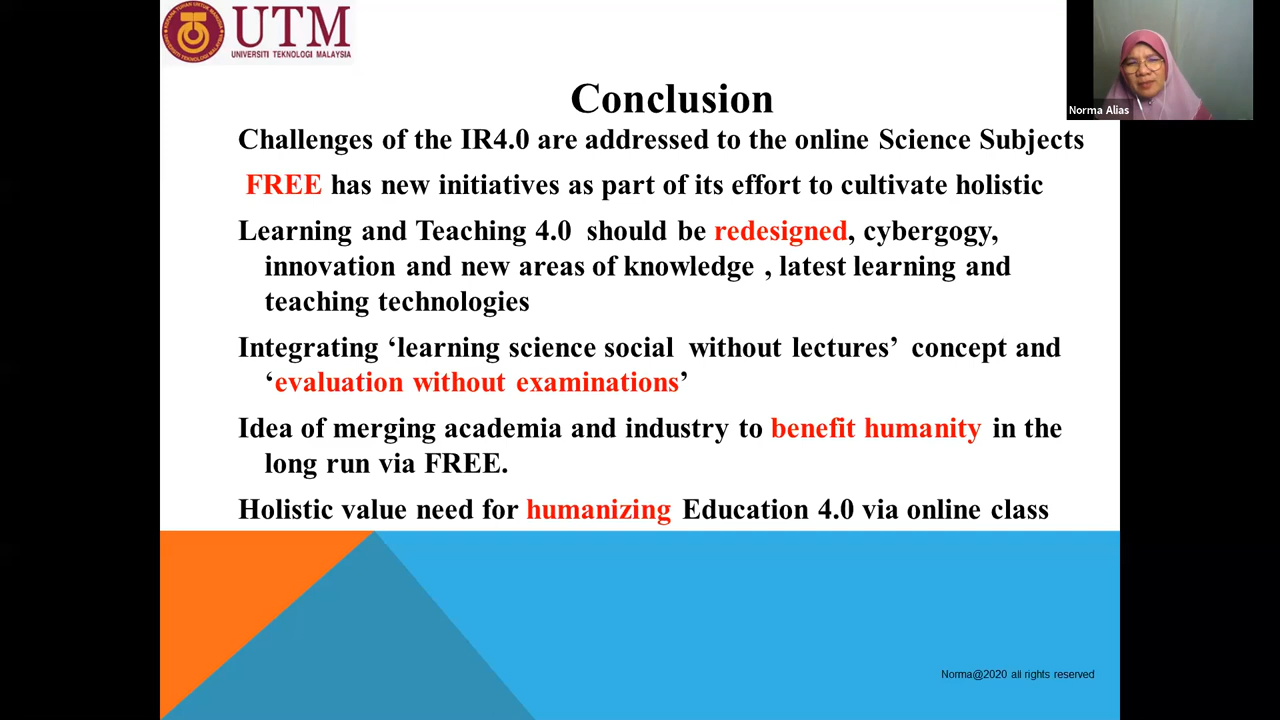 UTM
UNIVERSITI TEKNOLOGI MALAYSIA
Norma Alias
Conclusion
Challenges of the IR4.0 are addressed to the online Science Subjects
FREE has new initiatives as part of its effort to cultivate holistic
Learning and Teaching 4.0 should be redesigned, cybergogy,
innovation and new areas of knowledge , latest learning and
teaching technologies
Integrating ‘learning science social without lectures’ concept and
‘evaluation without examinations’
Idea of merging academia and industry to benefit humanity in the
long run via FREE.
Holistic value need for humanizing Education 4.0 via online class
Norma@2020 all rights reserved